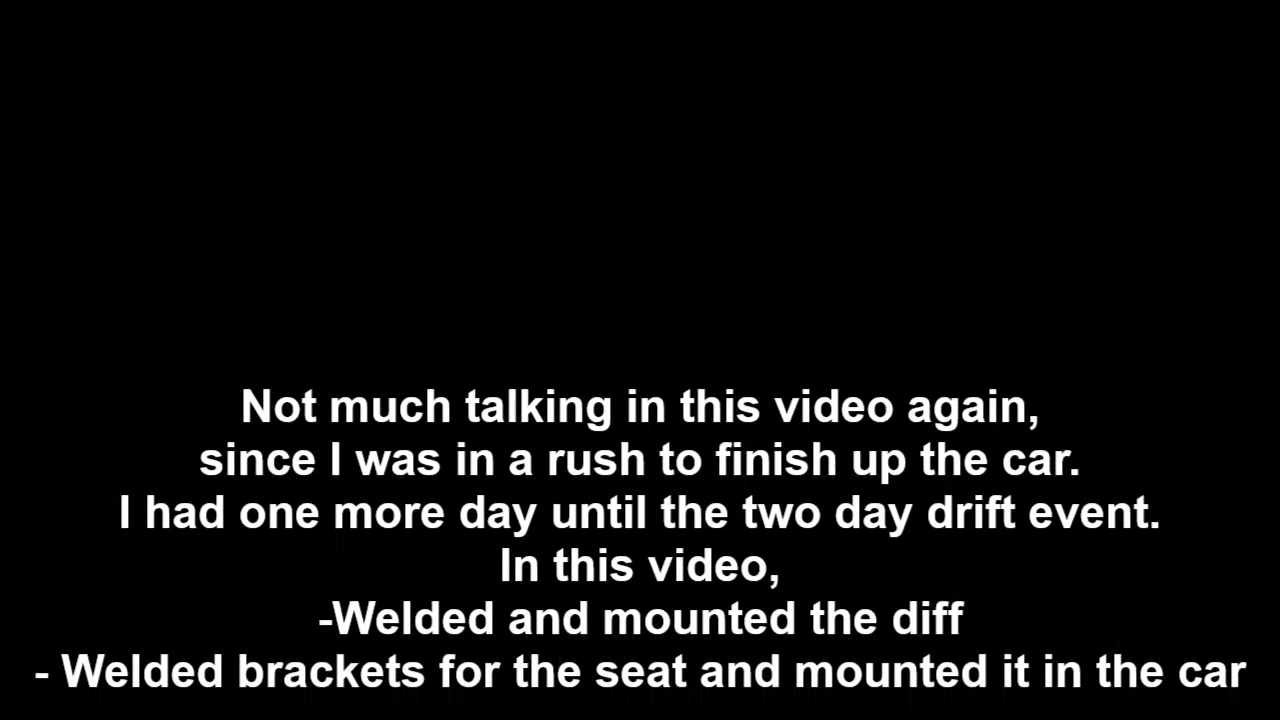 Not much talking in this video again,
since I was in a rush to finish up the car.
I had one more day until the two day drift event.
In this video,
-Welded and mounted the diff
- Welded brackets for the seat and mounted it in the car